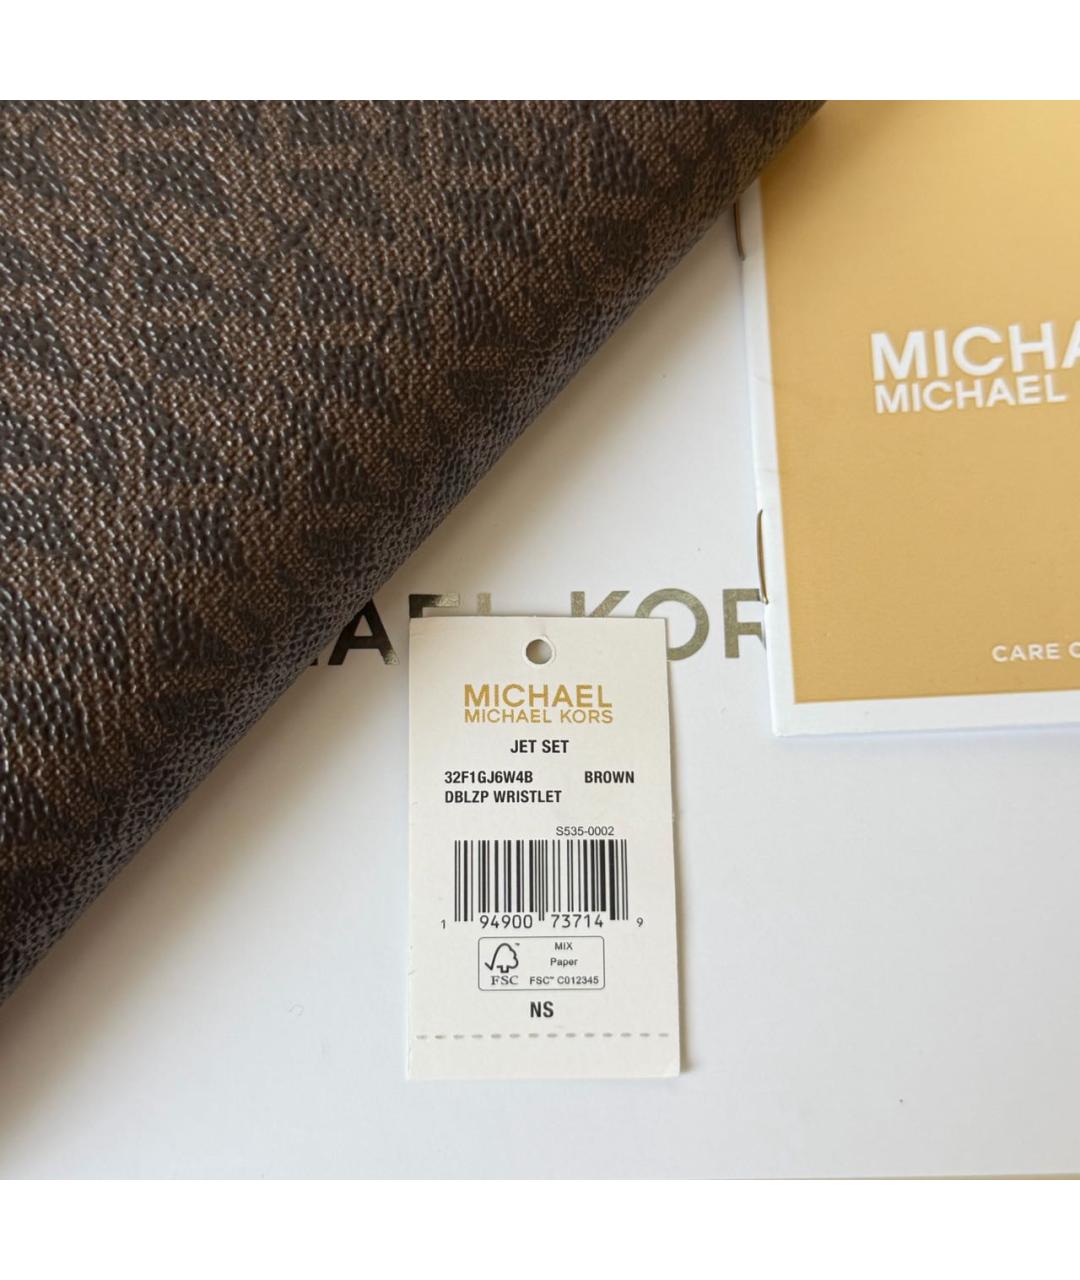 MICHA
MICHAEL
CARE
AEL KOR
MICHAEL
MICHAEL KORS
JET SET
32F1GJ6W4B BROWN
DBLZP WRISTLET
S535-0002
1 94900 73714 9
MIX
Paper
FSC FSC™ C012345
NS